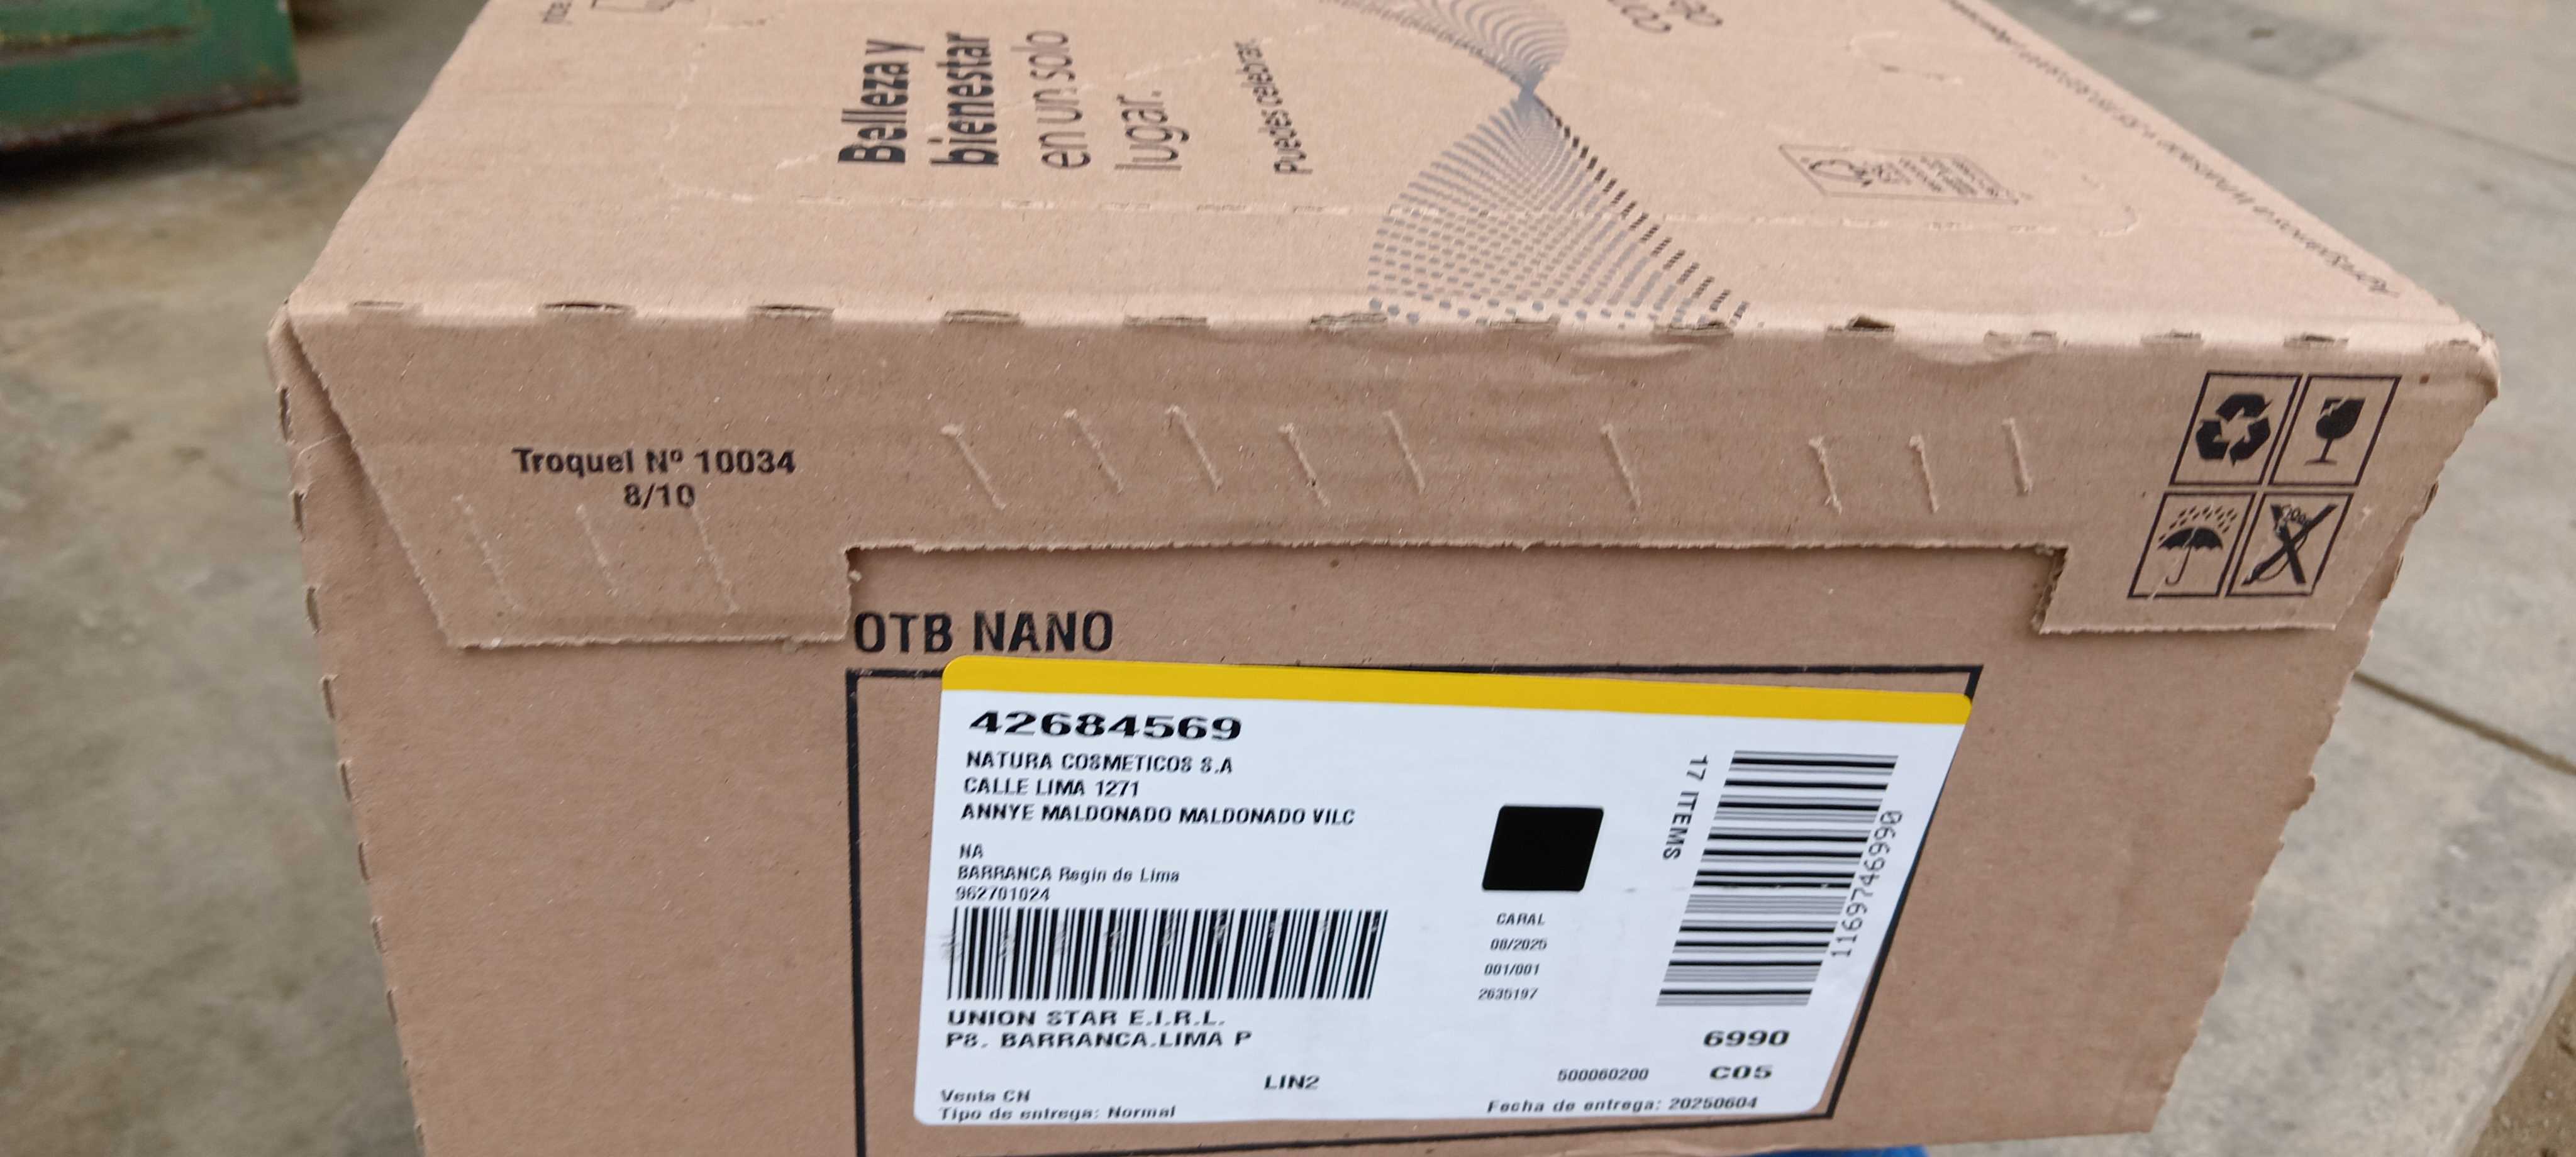 Belleza y
bienestar
en un solo
lugar.
Puedes celebrar.
Troquel Nº 10034
8/10
OTB NANO
42684569
NATURA COSMETICOS S.A
CALLE LIMA 1271
ANNYE MALDONADO MALDONADO VILC
NA
BARRANCA Regin de Lima
962701024
UNION STAR E.I.R.L.
P8. BARRANCA.LIMA P
LIN2
Venta CN
Tipo de entrega: Normal
CARAL
08/2025
001/001
2635197
17 ITEMS
11697469990
6990
500060200
C05
Fecha de entrega: 20250604